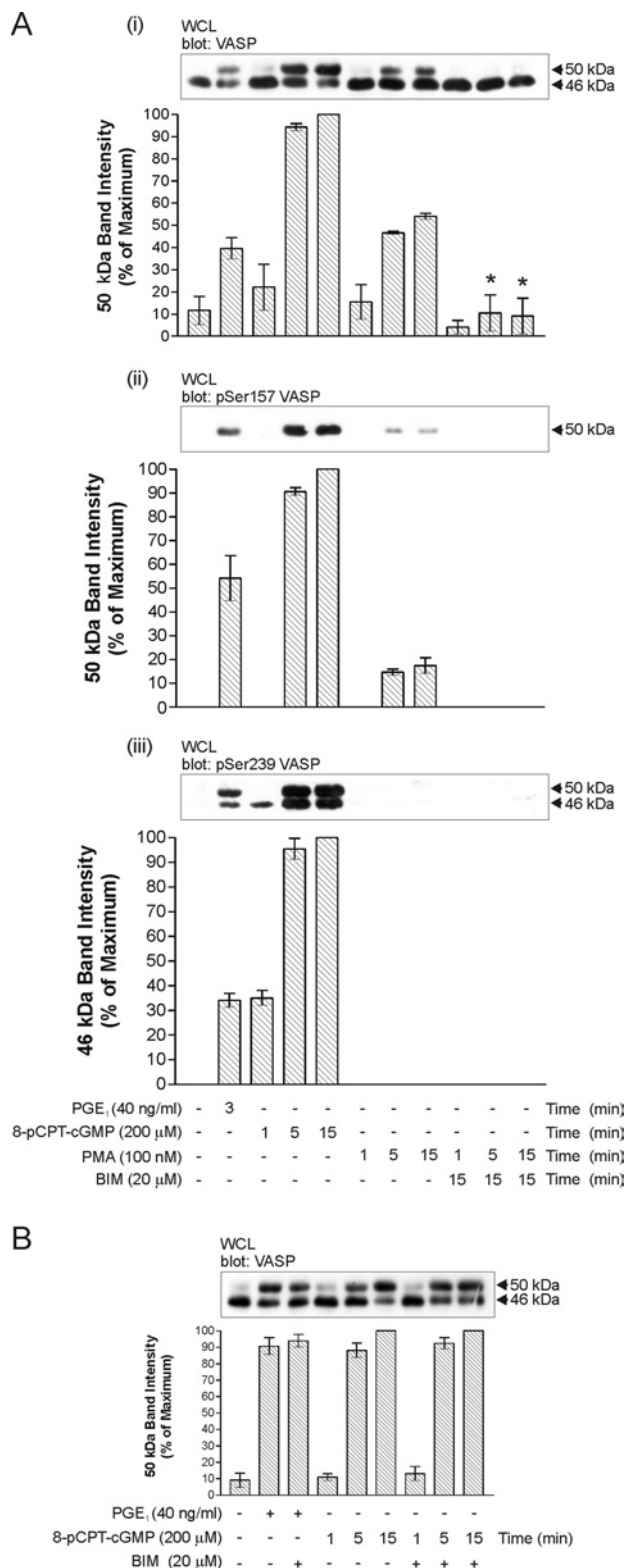 A
(i)
WCL
blot: VASP
50 kDa
46 kDa
50 kDa Band Intensity
(% of Maximum)
100
90
80
70
60
50
40
30
20
10
0
* *
(ii)
WCL
blot: pSer157 VASP
50 kDa
50 kDa Band Intensity
(% of Maximum)
100
90
80
70
60
50
40
30
20
10
0
(iii)
WCL
blot: pSer239 VASP
50 kDa
46 kDa
46 kDa Band Intensity
(% of Maximum)
100
90
80
70
60
50
40
30
20
10
0
PGE₁ (40 ng/ml) - 3 - - - - - - - - - Time (min)
8-pCPT-cGMP (200 µM) - - 1 5 15 - - - - - - Time (min)
PMA (100 nM) - - - - - 1 5 15 1 5 15 Time (min)
BIM (20 µM) - - - - - - - - 15 15 15 Time (min)
B
WCL
blot: VASP
50 kDa
46 kDa
50 kDa Band Intensity
(% of Maximum)
100
90
80
70
60
50
40
30
20
10
0
PGE₁ (40 ng/ml) - + + - - - - - -
8-pCPT-cGMP (200 µM) - - - 1 5 15 1 5 15 Time (min)
BIM (20 µM) - - + - - - + + +